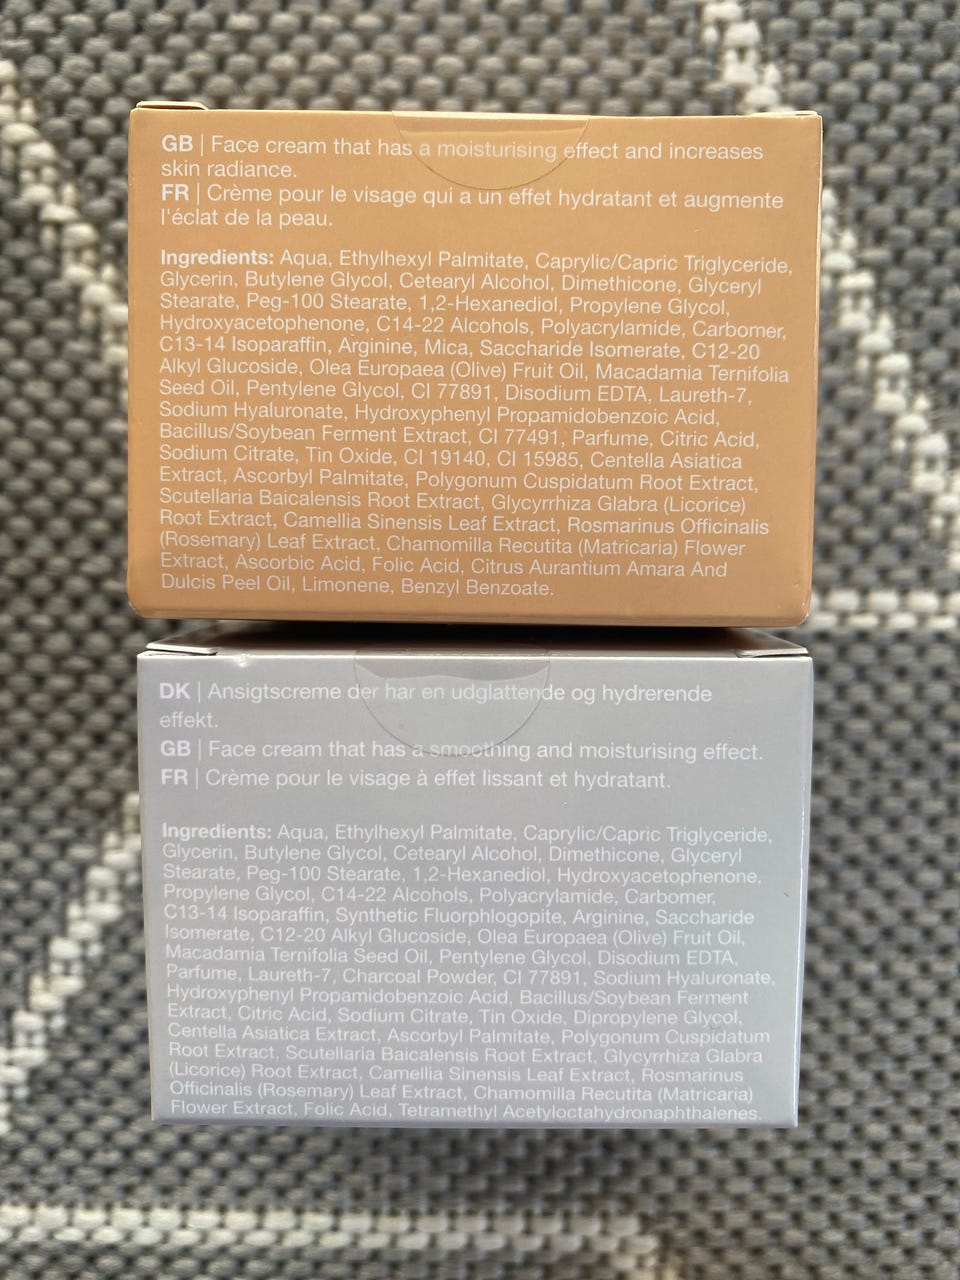 GB | Face cream that has a moisturising effect and increases
skin radiance.
FR | Crème pour le visage qui a un effet hydratant et augmente
l'éclat de la peau.
Ingredients: Aqua, Ethylhexyl Palmitate, Caprylic/Capric Triglyceride,
Glycerin, Butylene Glycol, Cetearyl Alcohol, Dimethicone, Glyceryl
Stearate, Peg-100 Stearate, 1,2-Hexanediol, Propylene Glycol,
Hydroxyacetophenone, C14-22 Alcohols, Polyacrylamide, Carbomer,
C13-14 Isoparaffin, Arginine, Mica, Saccharide Isomerate, C12-20
Alkyl Glucoside, Olea Europaea (Olive) Fruit Oil, Macadamia Ternifolia
Seed Oil, Pentylene Glycol, CI 77891, Disodium EDTA, Laureth-7,
Sodium Hyaluronate, Hydroxyphenyl Propamidobenzoic Acid,
Bacillus/Soybean Ferment Extract, CI 77491, Parfume, Citric Acid,
Sodium Citrate, Tin Oxide, CI 19140, CI 15985, Centella Asiatica
Extract, Ascorbyl Palmitate, Polygonum Cuspidatum Root Extract,
Scutellaria Baicalensis Root Extract, Glycyrrhiza Glabra (Licorice)
Root Extract, Camellia Sinensis Leaf Extract, Rosmarinus Officinalis
(Rosemary) Leaf Extract, Chamomilla Recutita (Matricaria) Flower
Extract, Ascorbic Acid, Folic Acid, Citrus Aurantium Amara And
Dulcis Peel Oil, Limonene, Benzyl Benzoate.
DK | Ansigtscreme der har en udglattende og hydrerende
effekt.
GB | Face cream that has a smoothing and moisturising effect.
FR | Crème pour le visage à effet lissant et hydratant.
Ingredients: Aqua, Ethylhexyl Palmitate, Caprylic/Capric Triglyceride,
Glycerin, Butylene Glycol, Cetearyl Alcohol, Dimethicone, Glyceryl
Stearate, Peg-100 Stearate, 1,2-Hexanediol, Hydroxyacetophenone,
Propylene Glycol, C14-22 Alcohols, Polyacrylamide, Carbomer,
C13-14 Isoparaffin, Synthetic Fluorphlogopite, Arginine, Saccharide
Isomerate, C12-20 Alkyl Glucoside, Olea Europaea (Olive) Fruit Oil,
Macadamia Ternifolia Seed Oil, Pentylene Glycol, Disodium EDTA,
Parfume, Laureth-7, Charcoal Powder, CI 77891, Sodium Hyaluronate,
Hydroxyphenyl Propamidobenzoic Acid, Bacillus/Soybean Ferment
Extract, Citric Acid, Sodium Citrate, Tin Oxide, Dipropylene Glycol,
Centella Asiatica Extract, Ascorbyl Palmitate, Polygonum Cuspidatum
Root Extract, Scutellaria Baicalensis Root Extract, Glycyrrhiza Glabra
(Licorice) Root Extract, Camellia Sinensis Leaf Extract, Rosmarinus
Officinalis (Rosemary) Leaf Extract, Chamomilla Recutita (Matricaria)
Flower Extract, Folic Acid, Tetramethyl Acetyloctahydronaphthalenes.